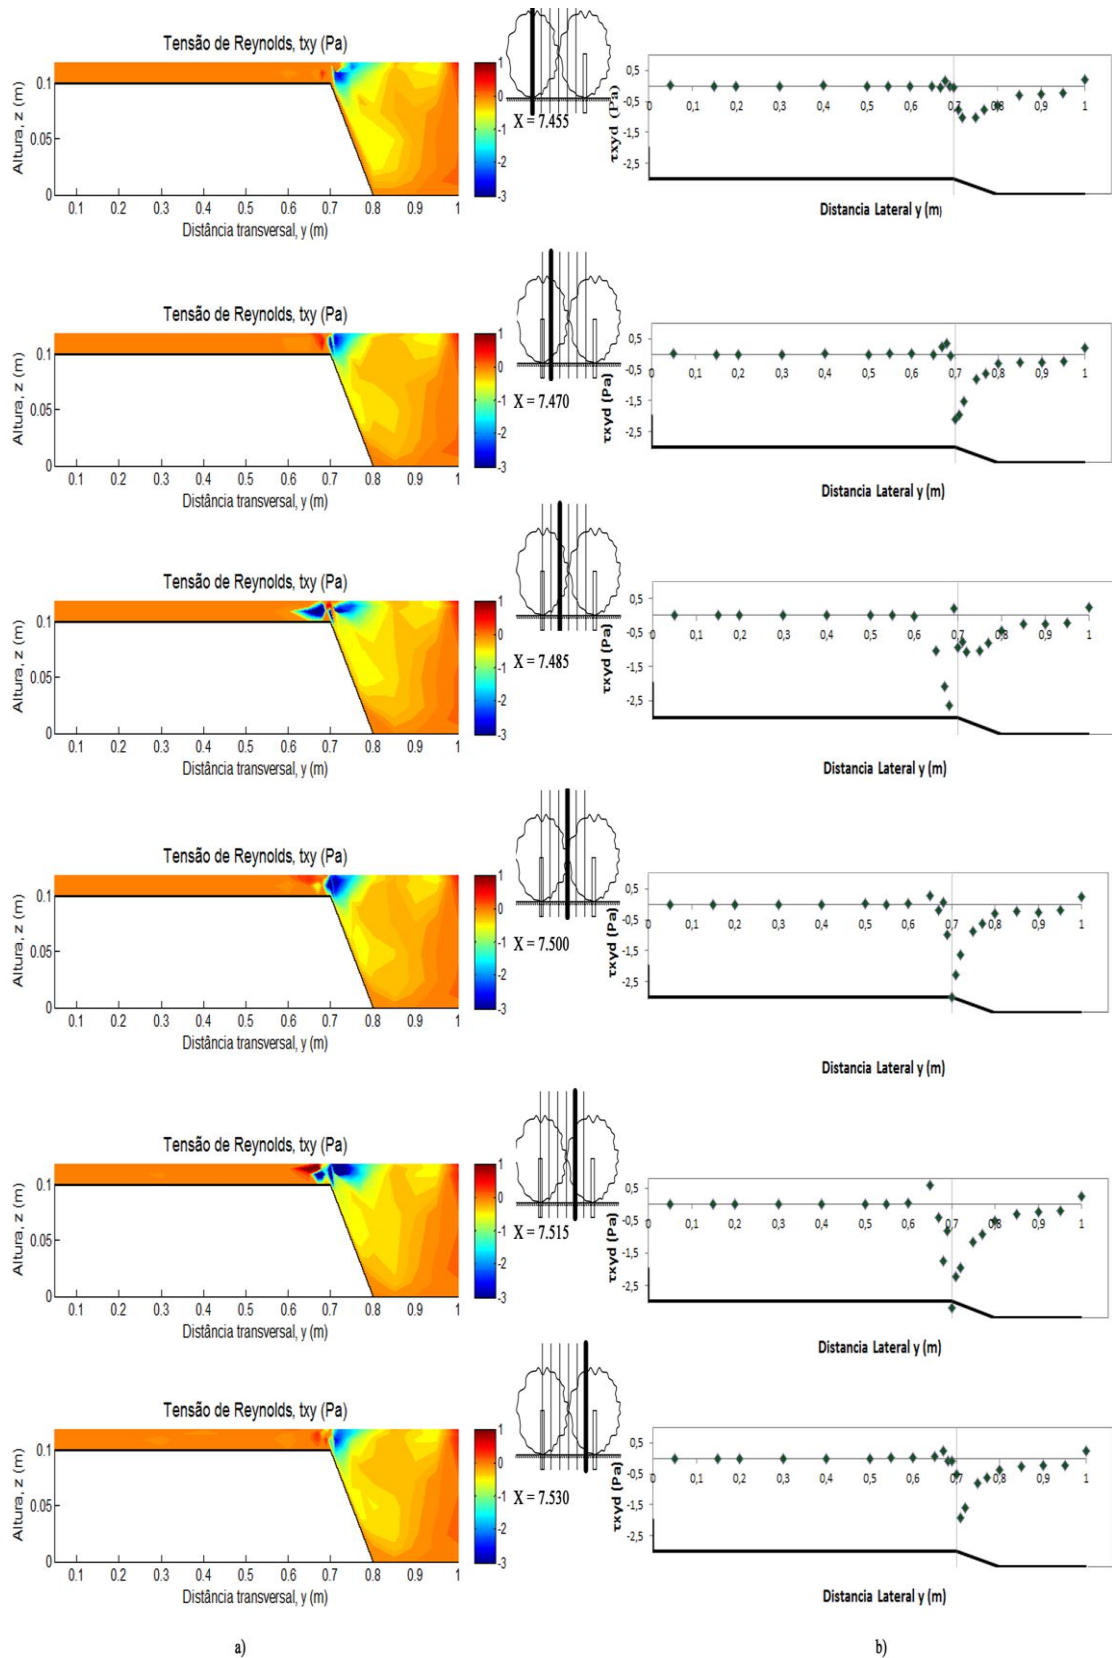 Tensão de Reynolds, txy (Pa)
Altura, z (m)
0.1
0.05
0
0.1 0.2 0.3 0.4 0.5 0.6 0.7 0.8 0.9 1
Distância transversal, y (m)
1
0
-1
-2
-3
X = 7.455
τxyd (Pa)
0,5
-0,5
-1,5
-2,5
0 0,1 0,2 0,3 0,4 0,5 0,6 0,7 0,8 0,9 1
Distancia Lateral y (m)
Tensão de Reynolds, txy (Pa)
Altura, z (m)
0.1
0.05
0
0.1 0.2 0.3 0.4 0.5 0.6 0.7 0.8 0.9 1
Distância transversal, y (m)
1
0
-1
-2
-3
X = 7.470
τxyd (Pa)
0,5
-0,5
-1,5
-2,5
0 0,1 0,2 0,3 0,4 0,5 0,6 0,7 0,8 0,9 1
Distancia Lateral y (m)
Tensão de Reynolds, txy (Pa)
Altura, z (m)
0.1
0.05
0
0.1 0.2 0.3 0.4 0.5 0.6 0.7 0.8 0.9 1
Distância transversal, y (m)
1
0
-1
-2
-3
X = 7.485
τxyd (Pa)
0,5
-0,5
-1,5
-2,5
0 0,1 0,2 0,3 0,4 0,5 0,6 0,7 0,8 0,9 1
Distancia Lateral y (m)
Tensão de Reynolds, txy (Pa)
Altura, z (m)
0.1
0.05
0
0.1 0.2 0.3 0.4 0.5 0.6 0.7 0.8 0.9 1
Distância transversal, y (m)
1
0
-1
-2
-3
X = 7.500
τxyd (Pa)
0,5
-0,5
-1,5
-2,5
0 0,1 0,2 0,3 0,4 0,5 0,6 0,7 0,8 0,9 1
Distancia Lateral y (m)
Tensão de Reynolds, txy (Pa)
Altura, z (m)
0.1
0.05
0
0.1 0.2 0.3 0.4 0.5 0.6 0.7 0.8 0.9 1
Distância transversal, y (m)
1
0
-1
-2
-3
X = 7.515
τxyd (Pa)
0,5
-0,5
-1,5
-2,5
0 0,1 0,2 0,3 0,4 0,5 0,6 0,7 0,8 0,9 1
Distancia Lateral y (m)
Tensão de Reynolds, txy (Pa)
Altura, z (m)
0.1
0.05
0
0.1 0.2 0.3 0.4 0.5 0.6 0.7 0.8 0.9 1
Distância transversal, y (m)
1
0
-1
-2
-3
X = 7.530
τxyd (Pa)
0,5
-0,5
-1,5
-2,5
0 0,1 0,2 0,3 0,4 0,5 0,6 0,7 0,8 0,9 1
Distancia Lateral y (m)
a) b)